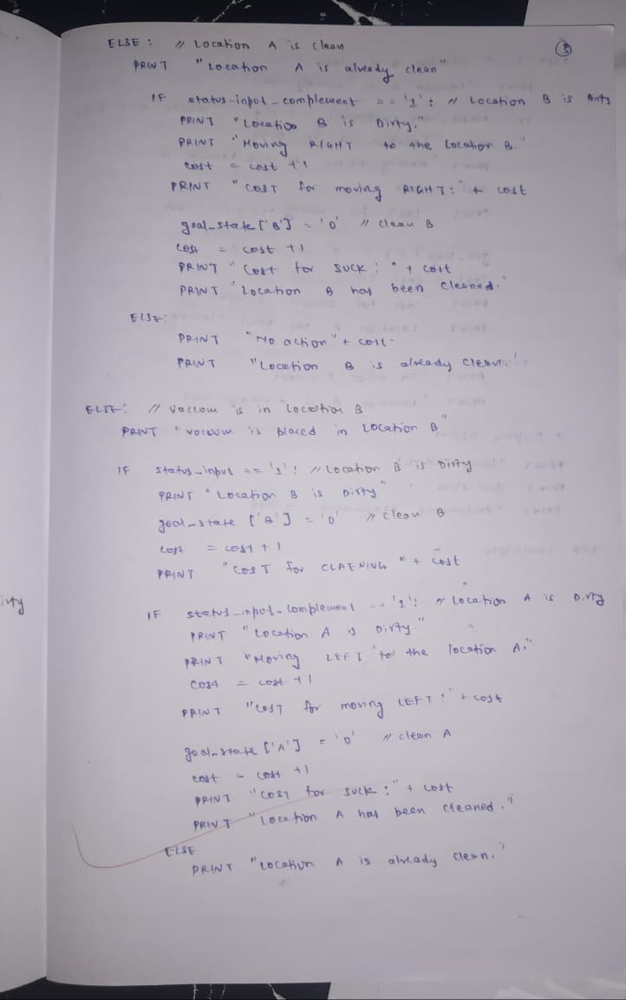 3
ELSE : // Location A is clean
PRINT "Location A is already clean"
IF status-input-complement == '1': // Location B is Dirty
PRINT "Location B is Dirty."
PRINT "Moving RIGHT to the Location B."
cost = cost +1
PRINT "COST for moving RIGHT:" + cost
goal-state['B'] = '0' // clean B
cost = cost +1
PRINT "Cost for SUCK:" + cost
PRINT "Location B has been Cleaned."
ELSE:
PRINT "No action" + cost
PRINT "Location B is already clean."
ELSE: // Vaccum is in Location B
PRINT "vacuum is placed in Location B"
IF status-input == '1': // Location B is Dirty
PRINT "Location B is Dirty"
goal-state ['B'] = '0' // clean B
cost = cost + 1
PRINT "COST for CLAENING" + cost
IF status-input-complement == '1': // Location A is Dirty
PRINT "Location A is Dirty."
PRINT "Moving LEFT to the location A."
cost = cost +1
PRINT "COST for moving LEFT:" + cost
goal-state ['A'] = '0' // clean A
cost = cost +1
PRINT "COST for suck:" + cost
PRINT "Location A has been cleaned."
ELSE
PRINT "Location A is already clean."
irty